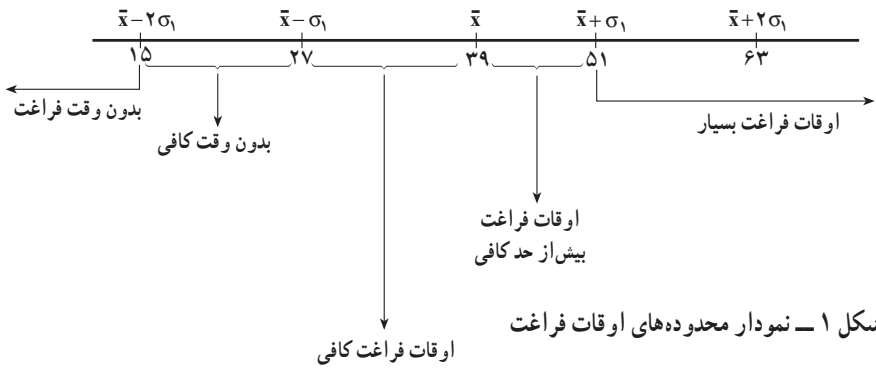 x̄−۲σ₁ x̄−σ₁ x̄ x̄+σ₁ x̄+۲σ₁
۱۵ ۲۷ ۳۹ ۵۱ ۶۳
بدون وقت فراغت
بدون وقت کافی
اوقات فراغت بسیار
اوقات فراغت
بیش از حد کافی
اوقات فراغت کافی
شکل ۱ ــ نمودار محدوده‌های اوقات فراغت